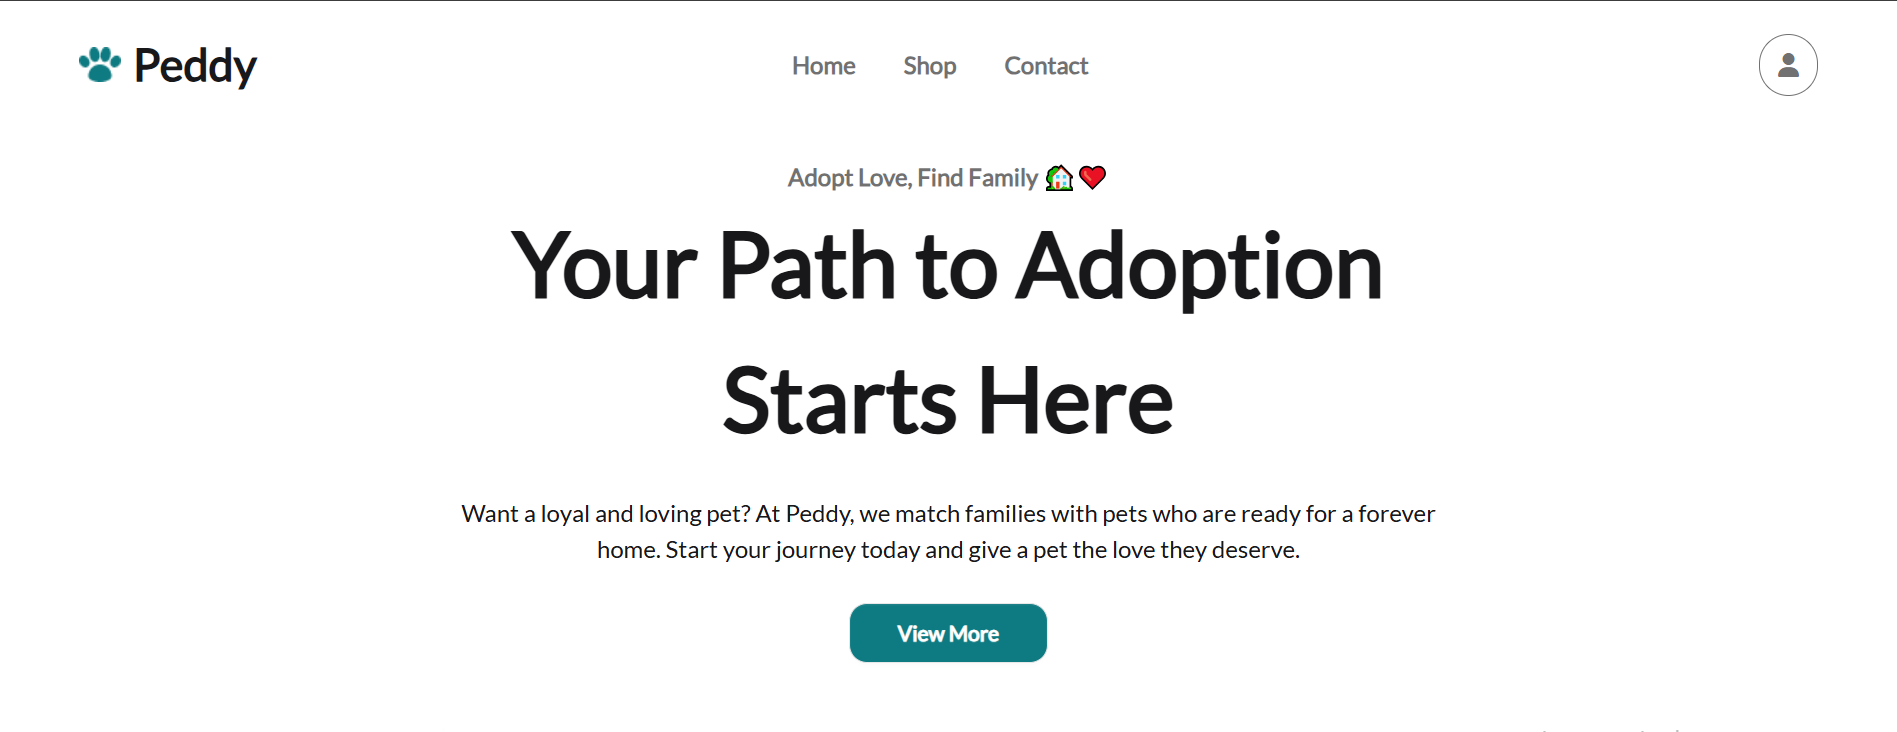 Peddy
Home Shop Contact
Adopt Love, Find Family 🏡❤️
Your Path to Adoption
Starts Here
Want a loyal and loving pet? At Peddy, we match families with pets who are ready for a forever
home. Start your journey today and give a pet the love they deserve.
View More